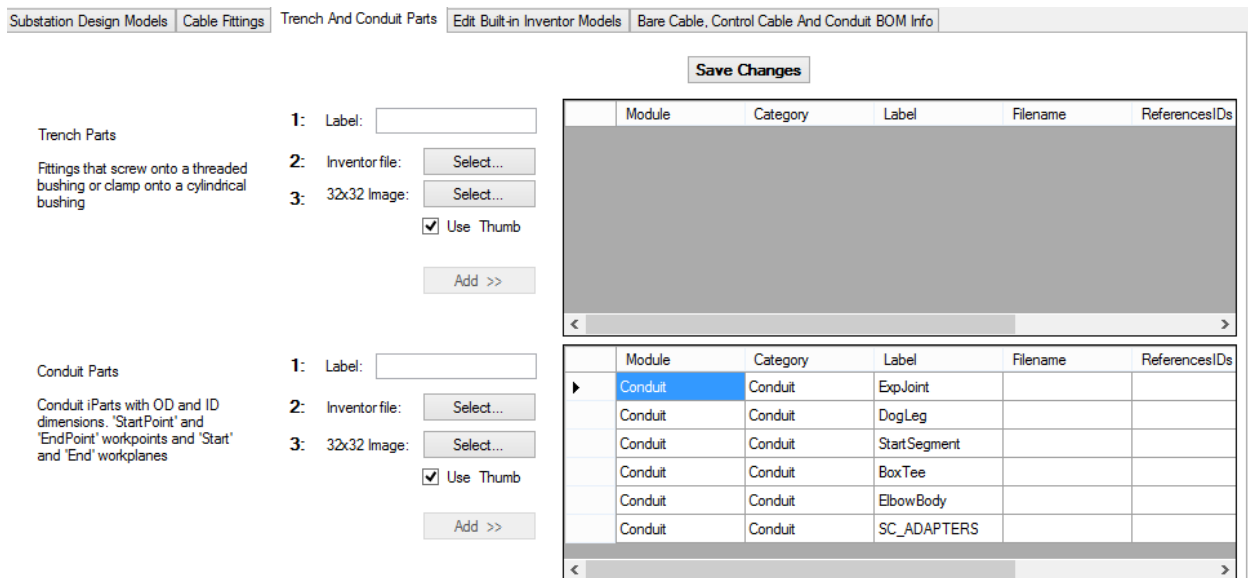 Substation Design Models Cable Fittings Trench And Conduit Parts Edit Built-in Inventor Models Bare Cable, Control Cable And Conduit BOM Info
Save Changes
Trench Parts
Fittings that screw onto a threaded
bushing or clamp onto a cylindrical
bushing
1: Label:
2: Inventor file: Select...
3: 32x32 Image: Select...
Use Thumb
Add >>
Module Category Label Filename ReferencesIDs
Conduit Parts
Conduit iParts with OD and ID
dimensions. 'StartPoint' and
'EndPoint' workpoints and 'Start'
and 'End' workplanes
1: Label:
2: Inventor file: Select...
3: 32x32 Image: Select...
Use Thumb
Add >>
Module Category Label Filename ReferencesIDs
Conduit Conduit ExpJoint
Conduit Conduit DogLeg
Conduit Conduit StartSegment
Conduit Conduit BoxTee
Conduit Conduit ElbowBody
Conduit Conduit SC_ADAPTERS